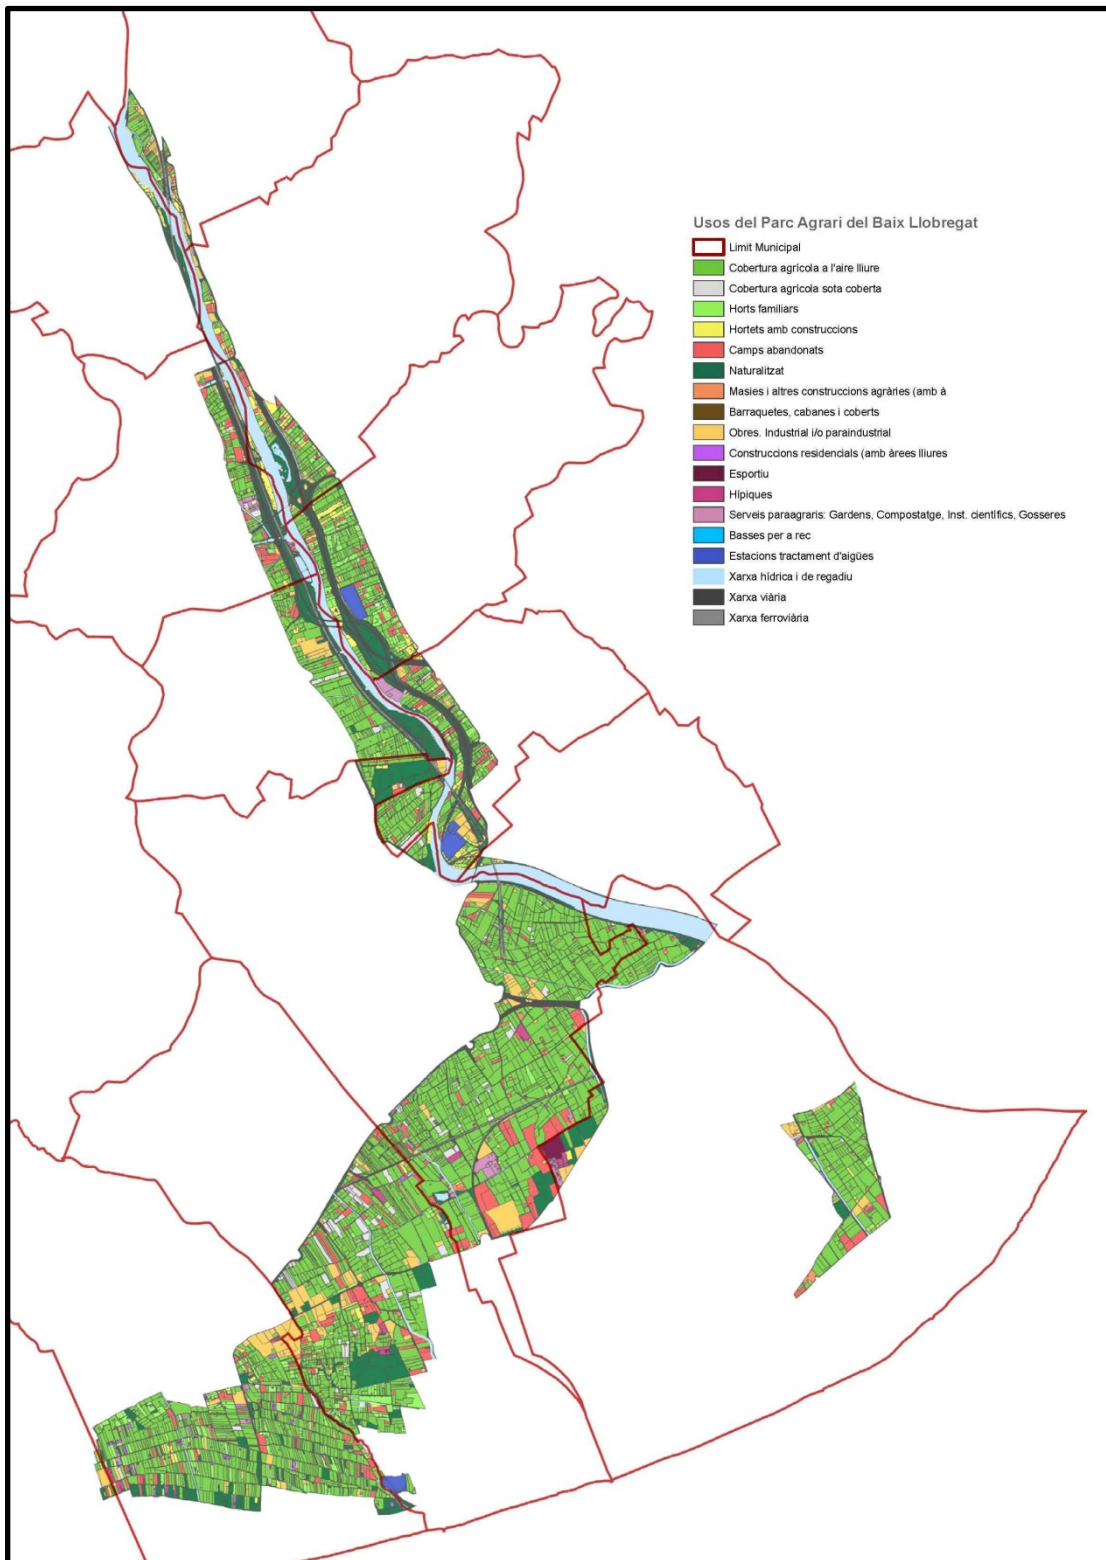 Usos del Parc Agrari del Baix Llobregat
Limit Municipal
Cobertura agrícola a l'aire lliure
Cobertura agrícola sota coberta
Horts familiars
Hortets amb construccions
Camps abandonats
Naturalitzat
Masies i altres construccions agràries (amb à
Barraquetes, cabanes i coberts
Obres. Industrial i/o paraindustrial
Construccions residencials (amb àrees lliures
Esportiu
Hípiques
Serveis paraagraris: Gardens, Compostatge, Inst. científics, Gosseres
Basses per a rec
Estacions tractament d'aigües
Xarxa hídrica i de regadiu
Xarxa viària
Xarxa ferroviària